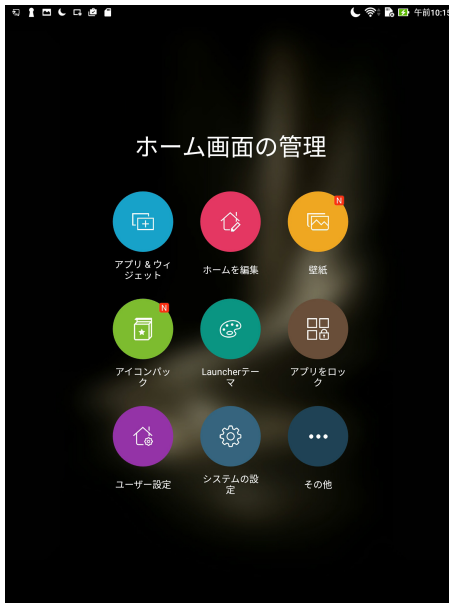 午前10:15
ホーム画面の管理
N
アプリ & ウィ
ジェット
ホームを編集
壁紙
N
アイコンパッ
ク
Launcherテー
マ
アプリをロッ
ク
ユーザー設定
システムの設
定
その他